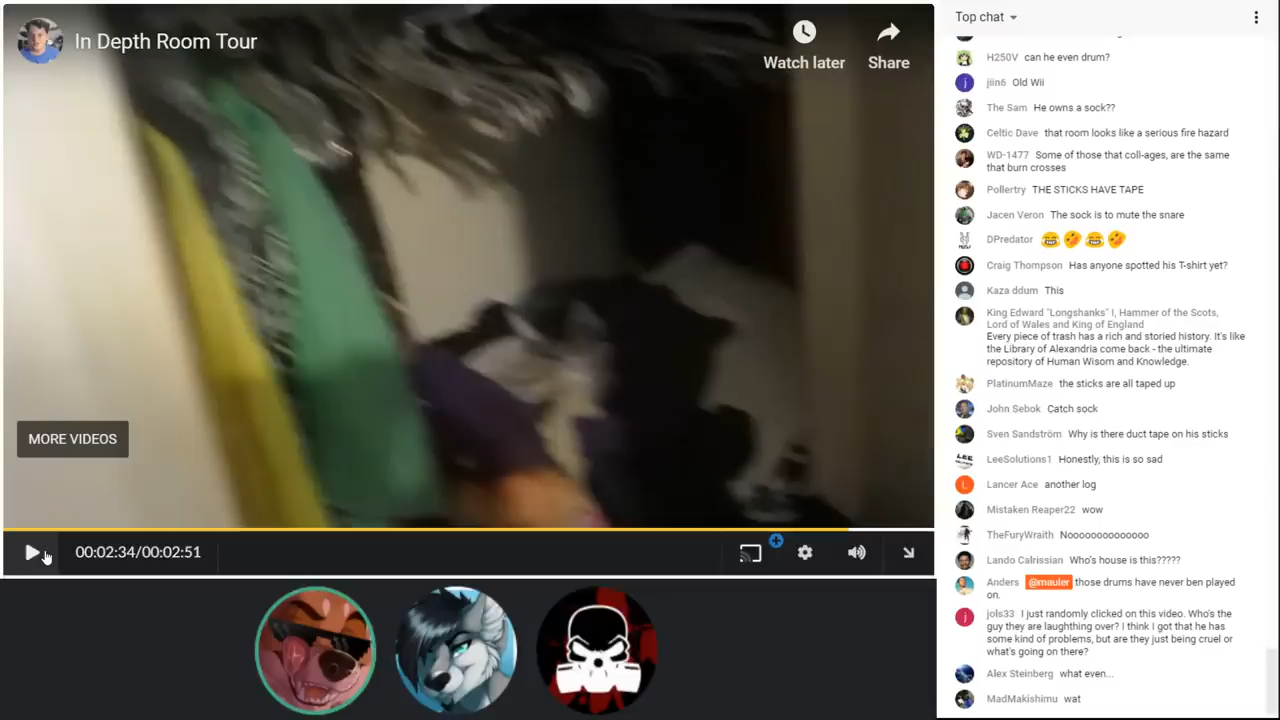 In Depth Room Tour
Watch later
Share
MORE VIDEOS
00:02:34/00:02:51
Top chat
H250V can he even drum?
j
jiin6 Old Wii
The Sam He owns a sock??
Celtic Dave that room looks like a serious fire hazard
WD-1477 Some of those that coll-ages, are the same
that burn crosses
Pollertry THE STICKS HAVE TAPE
Jacen Veron The sock is to mute the snare
DPredator 😂🤣😂🤣
Craig Thompson Has anyone spotted his T-shirt yet?
Kaza ddum This
King Edward "Longshanks" I, Hammer of the Scots,
Lord of Wales and King of England
Every piece of trash has a rich and storied history. It's like
the Library of Alexandria come back - the ultimate
repository of Human Wisom and Knowledge.
PlatinumMaze the sticks are all taped up
John Sebok Catch sock
Sven Sandström Why is there duct tape on his sticks
LEE
LeeSolutions1 Honestly, this is so sad
L
Lancer Ace another log
Mistaken Reaper22 wow
TheFuryWraith Nooooooooooooo
Lando Calrissian Who's house is this?????
Anders @mauler those drums have never ben played
on.
j
jols33 I just randomly clicked on this video. Who's the
guy they are laughthing over? I think I got that he has
some kind of problems, but are they just being cruel or
what's going on there?
Alex Steinberg what even...
MadMakishimu wat